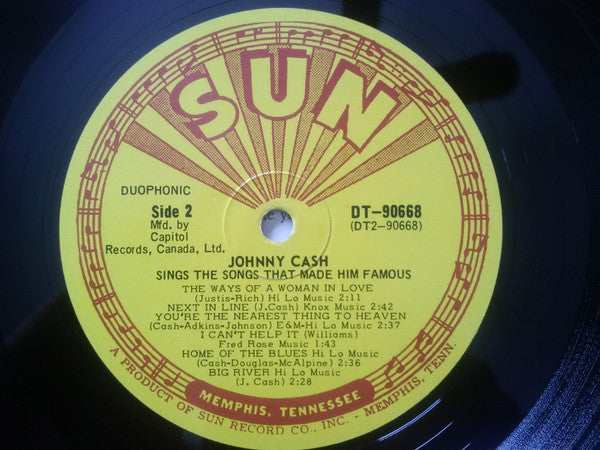 SUN
DUOPHONIC
Side 2
Mfd. by
Capitol
Records, Canada, Ltd.
DT-90668
(DT2-90668)
JOHNNY CASH
SINGS THE SONGS THAT MADE HIM FAMOUS
THE WAYS OF A WOMAN IN LOVE
(Justis-Rich) Hi Lo Music 2:11
NEXT IN LINE (J.Cash) Knox Music 2:42
YOU'RE THE NEAREST THING TO HEAVEN
(Cash-Adkins-Johnson) E&M-Hi Lo Music 2:37
I CAN'T HELP IT (Williams)
Fred Rose Music 1:43
HOME OF THE BLUES Hi Lo Music
(Cash-Douglas-McAlpine) 2:36
BIG RIVER Hi Lo Music
(J. Cash) 2:28
MEMPHIS, TENNESSEE
A PRODUCT OF SUN RECORD CO., INC. - MEMPHIS, TENN.